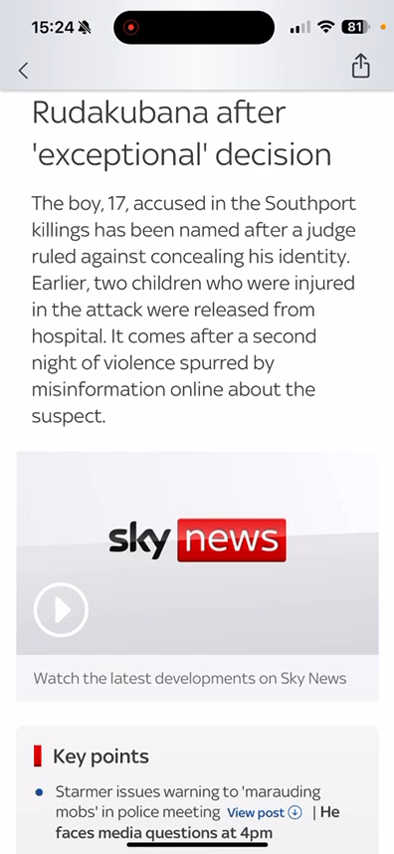 15:24
81
Rudakubana after
'exceptional' decision
The boy, 17, accused in the Southport
killings has been named after a judge
ruled against concealing his identity.
Earlier, two children who were injured
in the attack were released from
hospital. It comes after a second
night of violence spurred by
misinformation online about the
suspect.
sky news
Watch the latest developments on Sky News
Key points
Starmer issues warning to 'marauding
mobs' in police meeting View post | He
faces media questions at 4pm